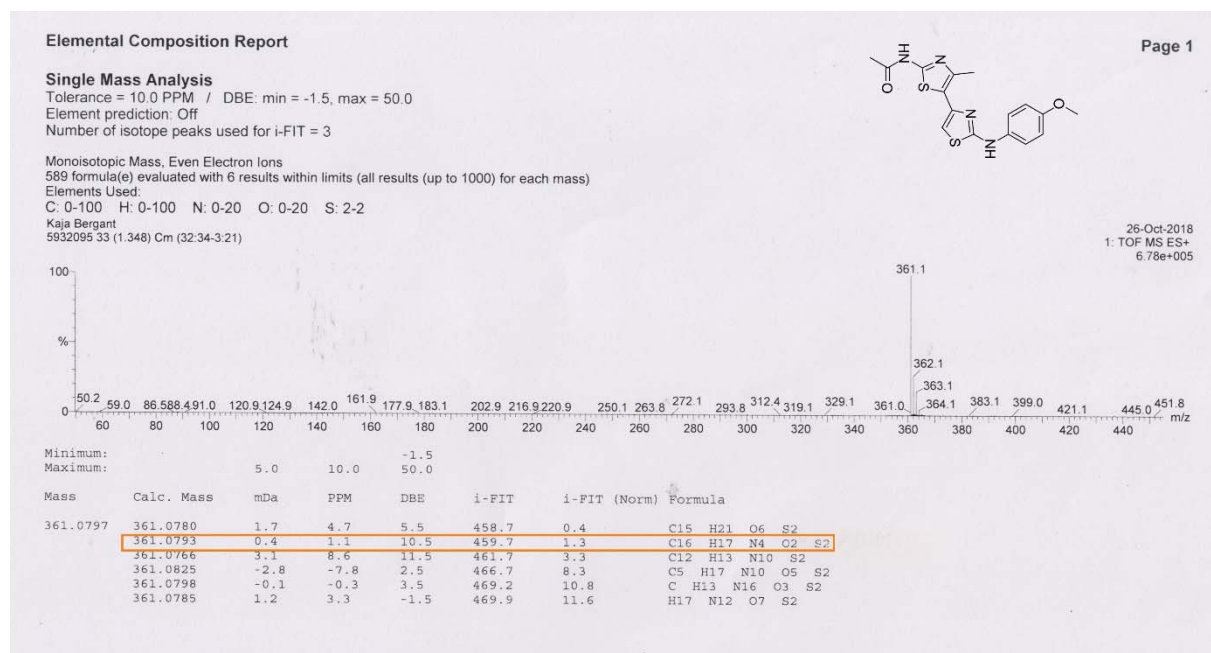 Elemental Composition Report
Page 1
Single Mass Analysis
Tolerance = 10.0 PPM / DBE: min = -1.5, max = 50.0
Element prediction: Off
Number of isotope peaks used for i-FIT = 3
Monoisotopic Mass, Even Electron Ions
589 formula(e) evaluated with 6 results within limits (all results (up to 1000) for each mass)
Elements Used:
C: 0-100 H: 0-100 N: 0-20 O: 0-20 S: 2-2
Kaja Bergant
5932095 33 (1.348) Cm (32:34-3:21)
26-Oct-2018
1: TOF MS ES+
6.78e+005
H
N
O
N
S
N
S
N
H
O
100
%
0
361.1
362.1
363.1
50.2 59.0 86.5 88.4 91.0 120.9 124.9 142.0 161.9 177.9 183.1 202.9 216.9 220.9 250.1 263.8 272.1 293.8 312.4 319.1 329.1 361.0 364.1 383.1 399.0 421.1 445.0 451.8
m/z
60 80 100 120 140 160 180 200 220 240 260 280 300 320 340 360 380 400 420 440
Minimum: -1.5
Maximum: 5.0 10.0 50.0
Mass Calc. Mass mDa PPM DBE i-FIT i-FIT (Norm) Formula
361.0797 361.0780 1.7 4.7 5.5 458.7 0.4 C15 H21 O6 S2
361.0793 0.4 1.1 10.5 459.7 1.3 C16 H17 N4 O2 S2
361.0766 3.1 8.6 11.5 461.7 3.3 C12 H13 N10 S2
361.0825 -2.8 -7.8 2.5 466.7 8.3 C5 H17 N10 O5 S2
361.0798 -0.1 -0.3 3.5 469.2 10.8 C H13 N16 O3 S2
361.0785 1.2 3.3 -1.5 469.9 11.6 H17 N12 O7 S2